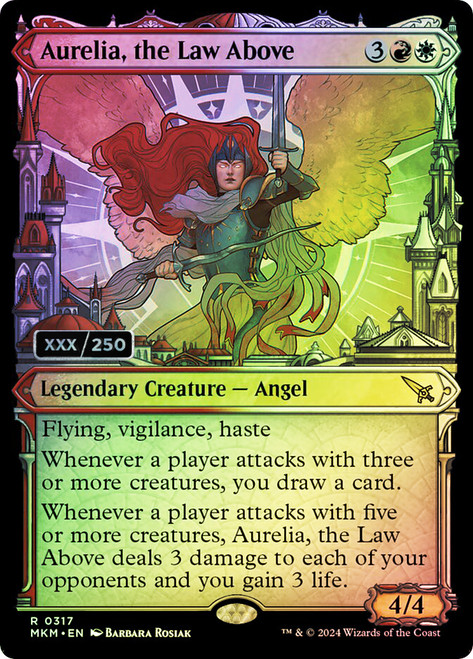 Aurelia, the Law Above 3
XXX/250
Legendary Creature — Angel
Flying, vigilance, haste
Whenever a player attacks with three
or more creatures, you draw a card.
Whenever a player attacks with five
or more creatures, Aurelia, the Law
Above deals 3 damage to each of your
opponents and you gain 3 life.
4/4
R 0317
MKM • EN Barbara Rosiak
™ & © 2024 Wizards of the Coast